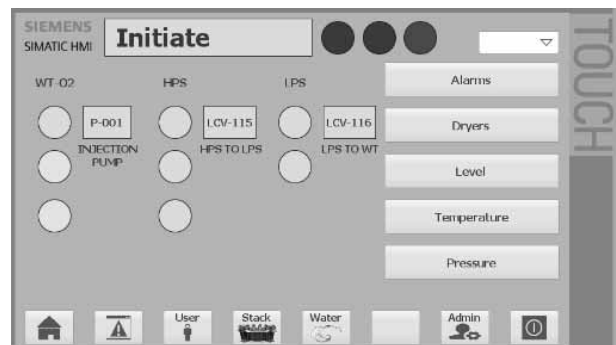 SIEMENS
SIMATIC HMI
Initiate
TOUCH
WT-02
HPS
LPS
Alarms
P-001
LCV-115
LCV-116
Dryers
INJECTION
PUMP
HPS TO LPS
LPS TO WT
Level
Temperature
Pressure
User
Stack
Water
Admin